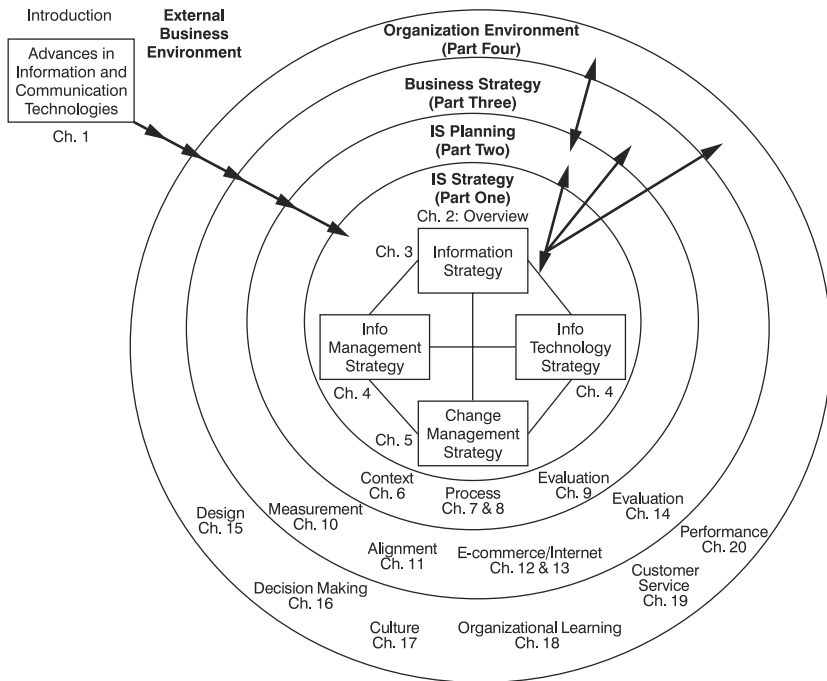 Introduction
External
Business
Environment
Advances in
Information and
Communication
Technologies
Ch. 1
Organization Environment
(Part Four)
Business Strategy
(Part Three)
IS Planning
(Part Two)
IS Strategy
(Part One)
Ch. 2: Overview
Ch. 3
Information
Strategy
Info
Management
Strategy
Ch. 4
Info
Technology
Strategy
Ch. 4
Ch. 5
Change
Management
Strategy
Context
Ch. 6
Process
Ch. 7 & 8
Evaluation
Ch. 9
Measurement
Ch. 10
Alignment
Ch. 11
E-commerce/Internet
Ch. 12 & 13
Evaluation
Ch. 14
Design
Ch. 15
Decision Making
Ch. 16
Culture
Ch. 17
Organizational Learning
Ch. 18
Customer
Service
Ch. 19
Performance
Ch. 20